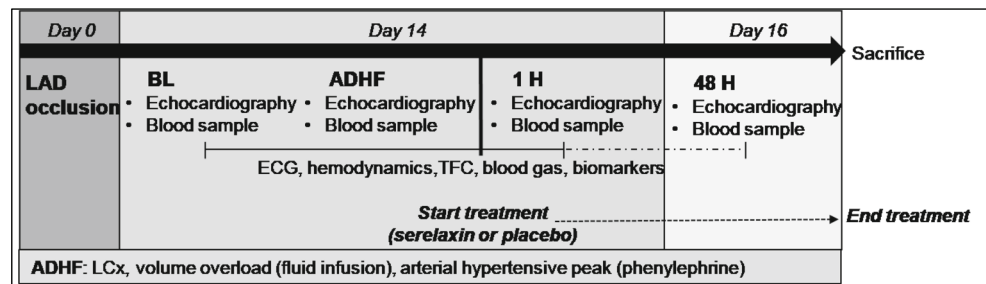 Day 0 Day 14 Day 16
Sacrifice
LAD occlusion
BL
• Echocardiography
• Blood sample
ADHF
• Echocardiography
• Blood sample
1 H
• Echocardiography
• Blood sample
48 H
• Echocardiography
• Blood sample
ECG, hemodynamics,TFC, blood gas, biomarkers
Start treatment
(serelaxin or placebo)
End treatment
ADHF: LCx, volume overload (fluid infusion), arterial hypertensive peak (phenylephrine)